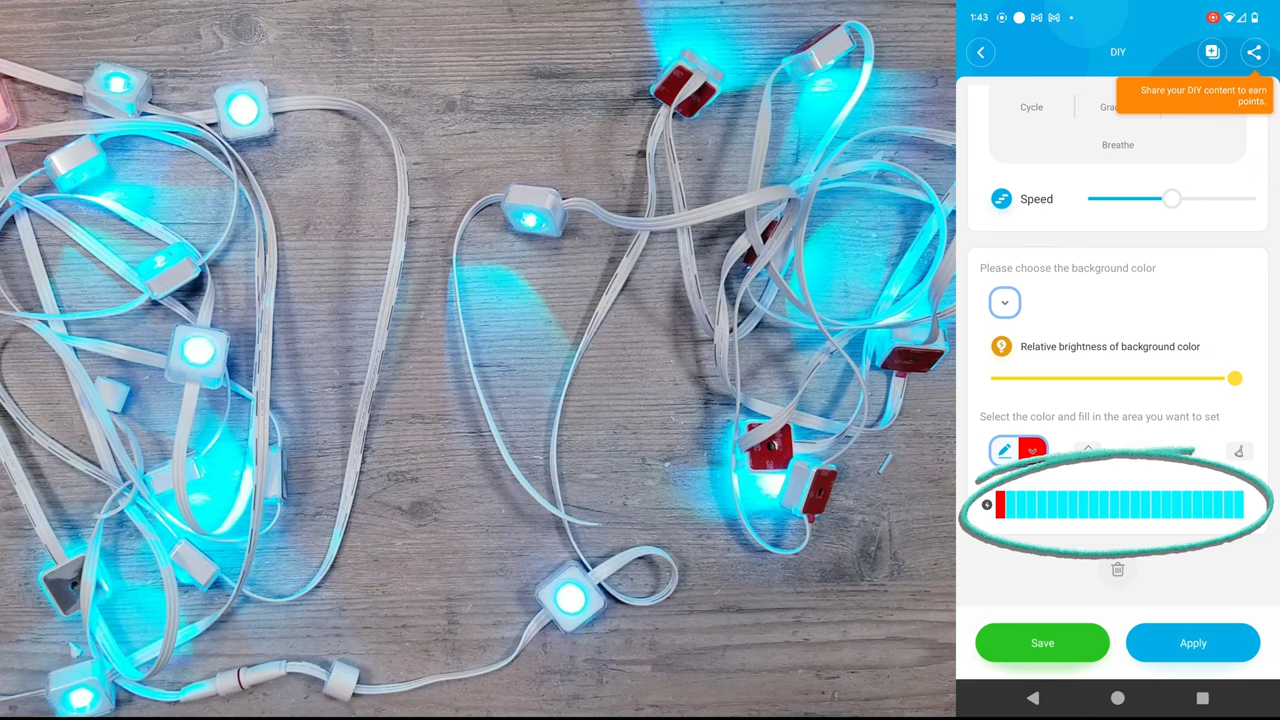 1:43
DIY
Share your DIY content to earn
points.
Cycle
Breathe
Speed
Please choose the background color
Relative brightness of background color
Select the color and fill in the area you want to set
Save
Apply